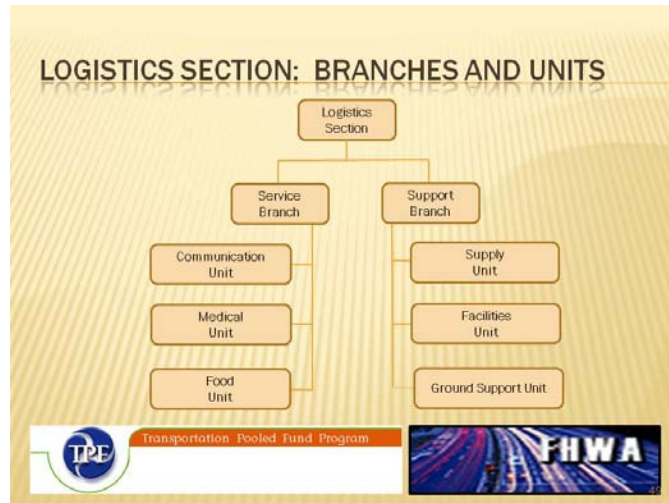 LOGISTICS SECTION: BRANCHES AND UNITS
Logistics
Section
Service
Branch
Support
Branch
Communication
Unit
Supply
Unit
Medical
Unit
Facilities
Unit
Food
Unit
Ground Support Unit
TPF
Transportation Pooled Fund Program
FHWA